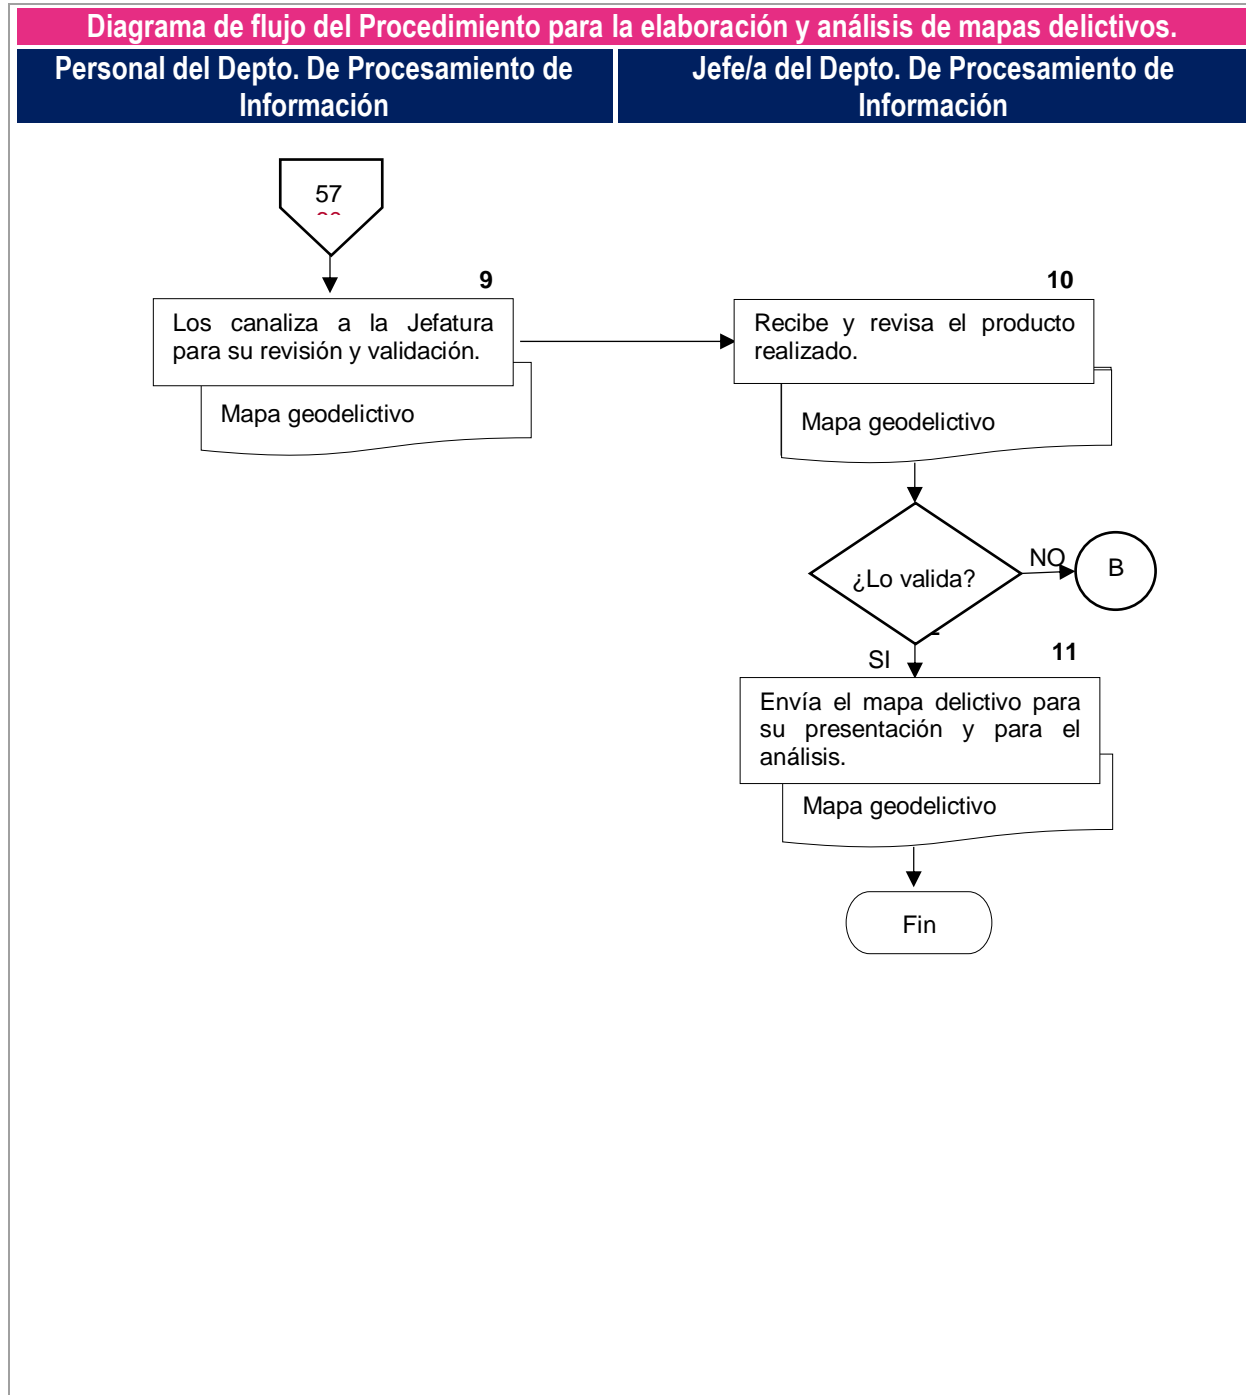 Diagrama de flujo del Procedimiento para la elaboración y análisis de mapas delictivos.
Personal del Depto. De Procesamiento de
Información
Jefe/a del Depto. De Procesamiento de
Información
57
9
Los canaliza a la Jefatura
para su revisión y validación.
Mapa geodelictivo
10
Recibe y revisa el producto
realizado.
Mapa geodelictivo
¿Lo valida?
NO
B
SI
11
Envía el mapa delictivo para
su presentación y para el
análisis.
Mapa geodelictivo
Fin